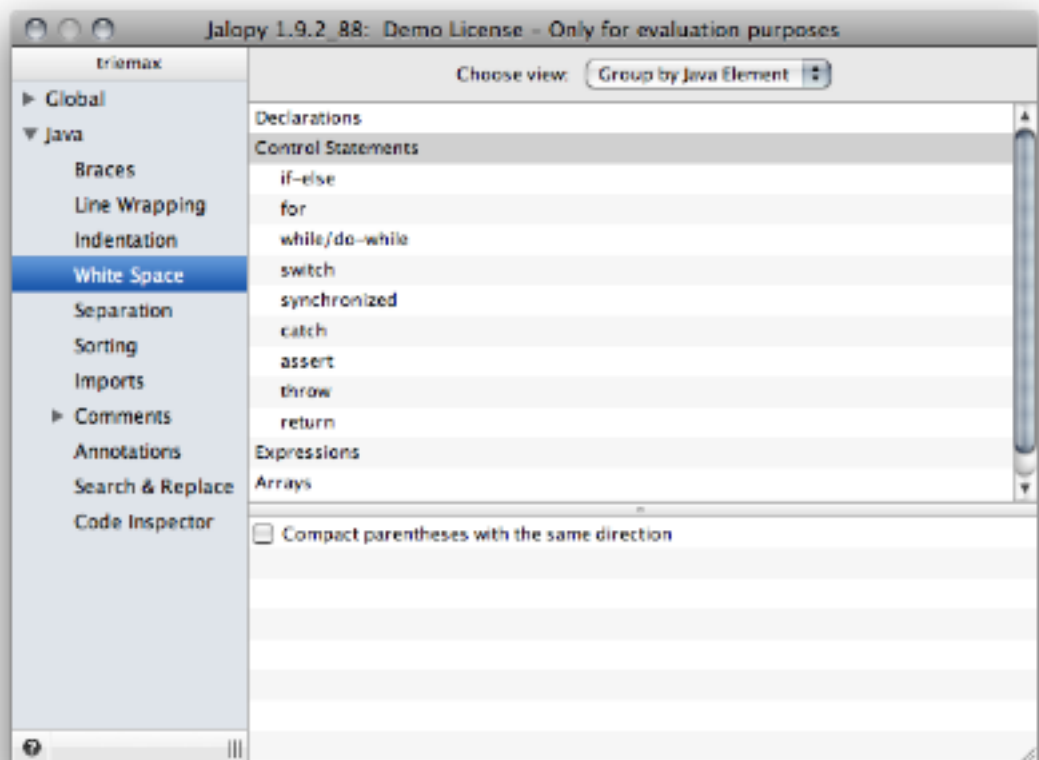 Jalopy 1.9.2_88: Demo License – Only for evaluation purposes
triemax
Global
Java
Braces
Line Wrapping
Indentation
White Space
Separation
Sorting
Imports
Comments
Annotations
Search & Replace
Code Inspector
Choose view: Group by Java Element
Declarations
Control Statements
if-else
for
while/do-while
switch
synchronized
catch
assert
throw
return
Expressions
Arrays
Compact parentheses with the same direction